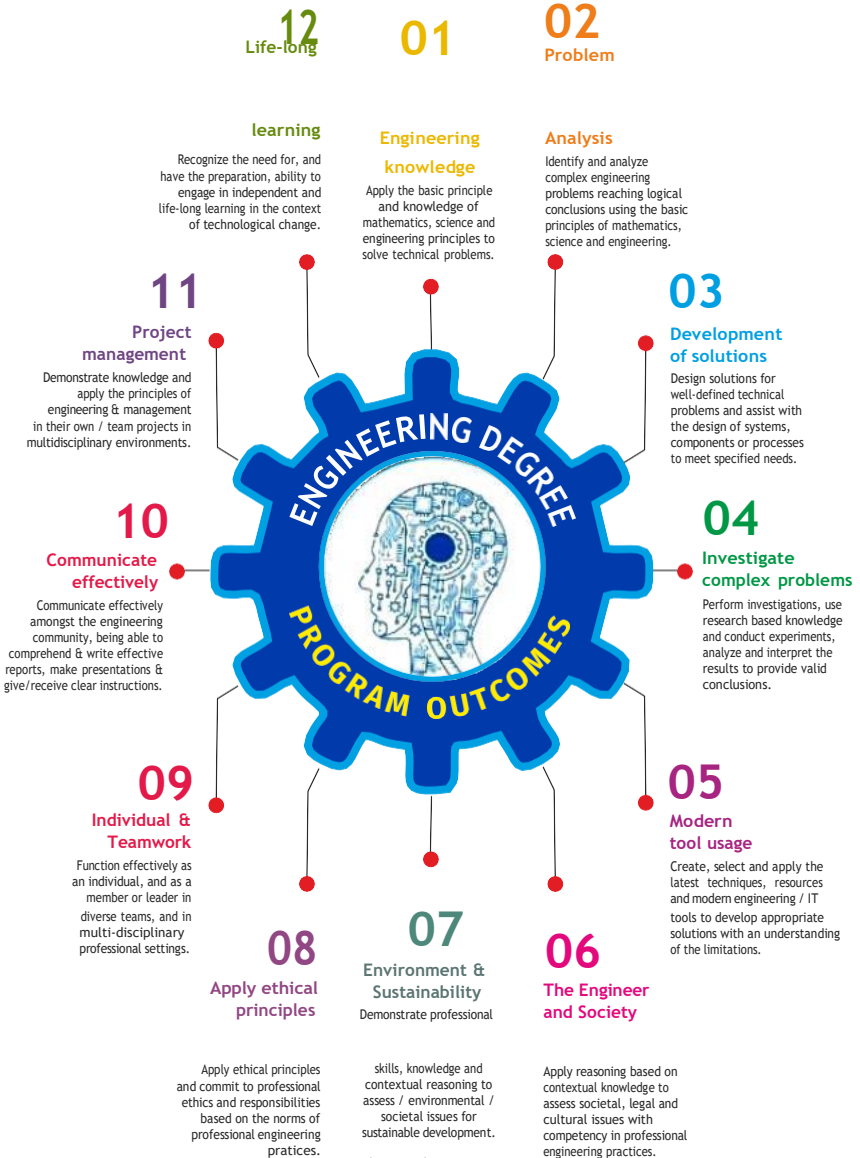 ENGINEERING DEGREE
PROGRAM OUTCOMES
01
Engineering
knowledge
Apply the basic principle
and knowledge of
mathematics, science and
engineering principles to
solve technical problems.
02
Problem
Analysis
Identify and analyze
complex engineering
problems reaching logical
conclusions using the basic
principles of mathematics,
science and engineering.
03
Development
of solutions
Design solutions for
well-defined technical
problems and assist with
the design of systems,
components or processes
to meet specified needs.
04
Investigate
complex problems
Perform investigations, use
research based knowledge
and conduct experiments,
analyze and interpret the
results to provide valid
conclusions.
05
Modern
tool usage
Create, select and apply the
latest techniques, resources
and modern engineering / IT
tools to develop appropriate
solutions with an understanding
of the limitations.
06
The Engineer
and Society
Apply reasoning based on
contextual knowledge to
assess societal, legal and
cultural issues with
competency in professional
engineering practices.
07
Environment &
Sustainability
Demonstrate professional
skills, knowledge and
contextual reasoning to
assess / environmental /
societal issues for
sustainable development.
08
Apply ethical
principles
Apply ethical principles
and commit to professional
ethics and responsibilities
based on the norms of
professional engineering
pratices.
09
Individual &
Teamwork
Function effectively as
an individual, and as a
member or leader in
diverse teams, and in
multi-disciplinary
professional settings.
10
Communicate
effectively
Communicate effectively
amongst the engineering
community, being able to
comprehend & write effective
reports, make presentations &
give/receive clear instructions.
11
Project
management
Demonstrate knowledge and
apply the principles of
engineering & management
in their own / team projects in
multidisciplinary environments.
12
Life-long
learning
Recognize the need for, and
have the preparation, ability to
engage in independent and
life-long learning in the context
of technological change.